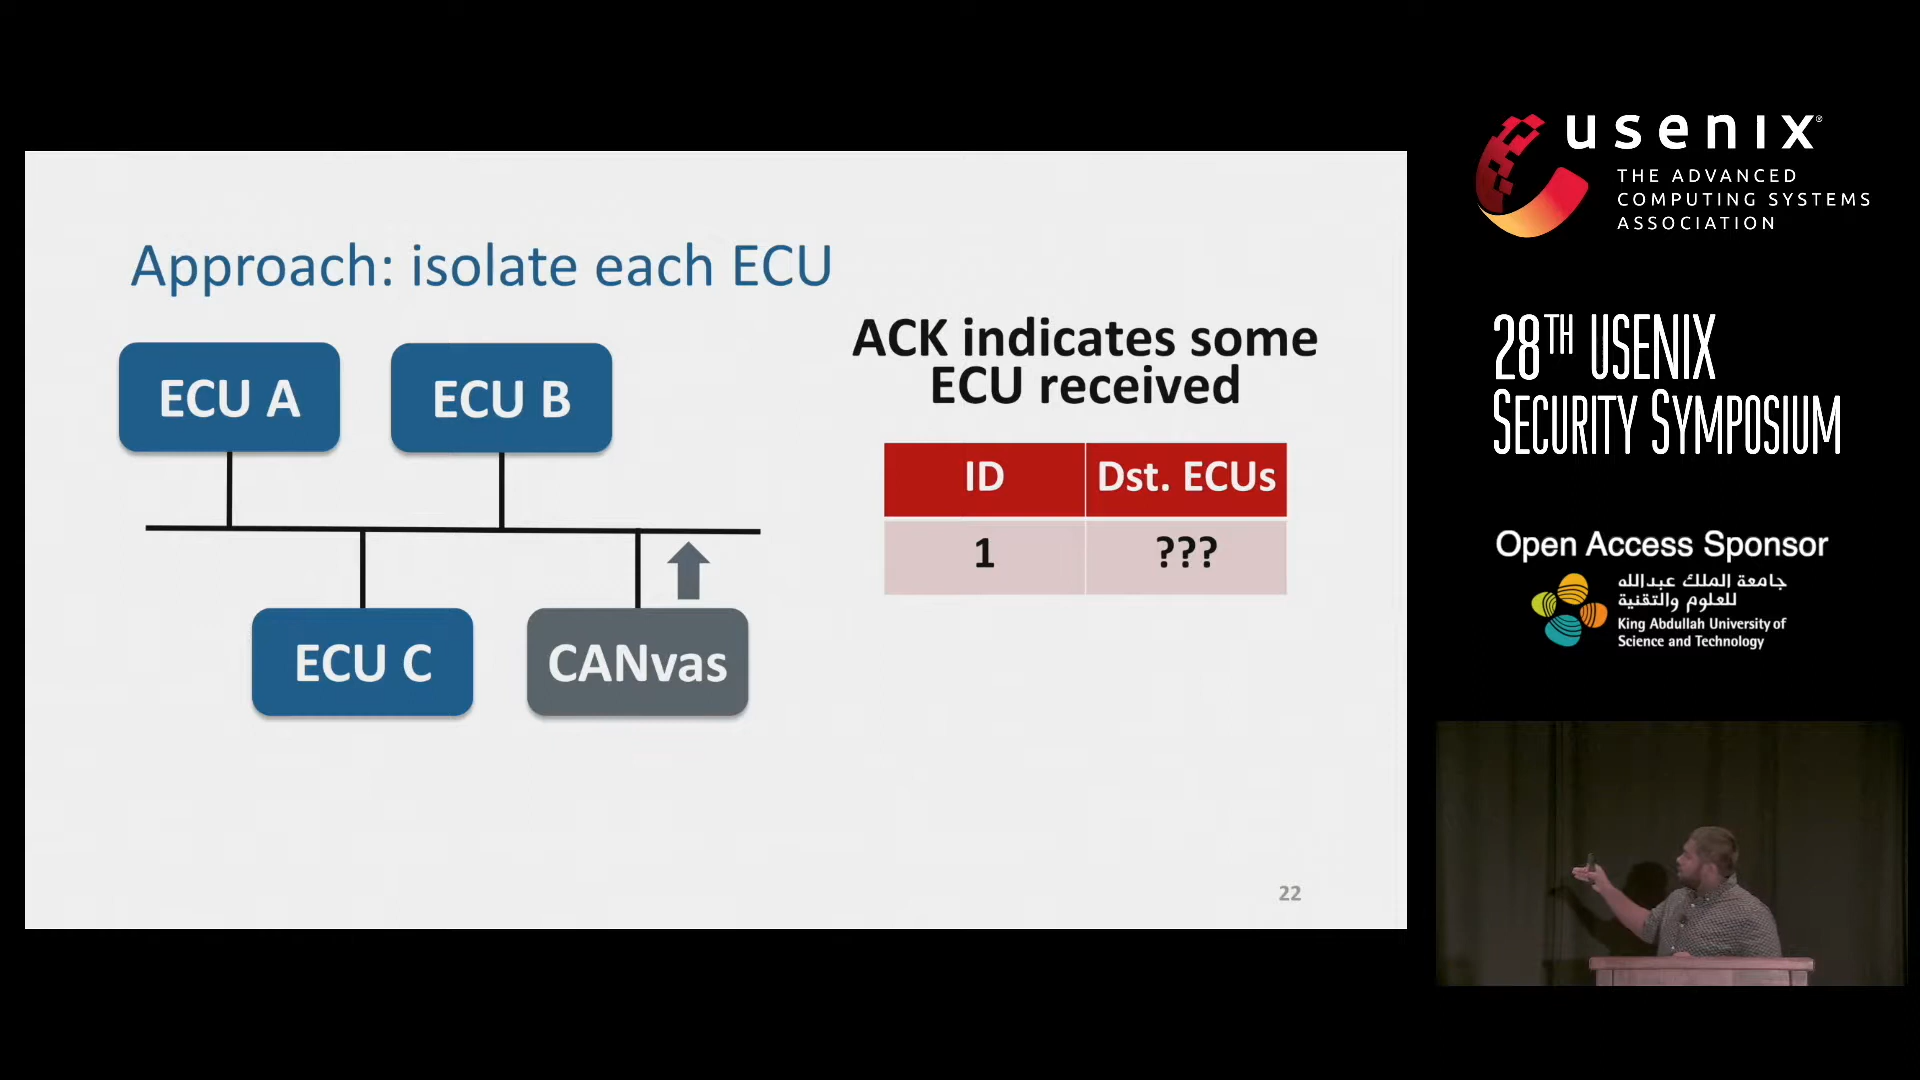 Approach: isolate each ECU
ECU A
ECU B
ECU C
CANvas
ACK indicates some
ECU received
ID
Dst. ECUs
1
???
22
usenix®
THE ADVANCED
COMPUTING SYSTEMS
ASSOCIATION
28TH USENIX
SECURITY SYMPOSIUM
Open Access Sponsor
جامعة الملك عبدالله
للعلوم والتقنية
King Abdullah University of
Science and Technology